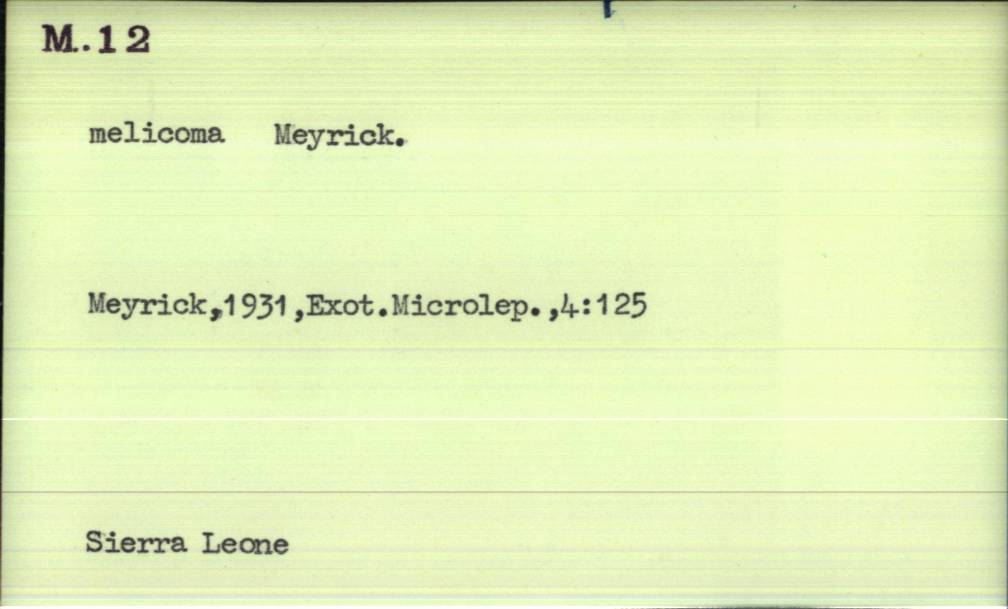 M.12
melicoma Meyrick.
Meyrick,1931,Exot.Microlep.,4:125
Sierra Leone